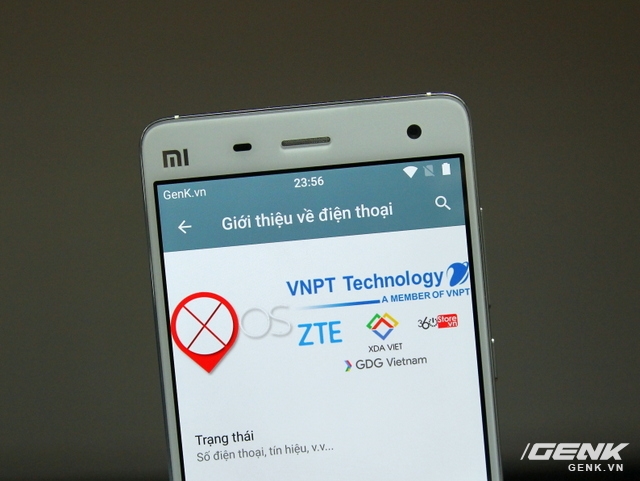 mi
GenK.vn 23:56
Giới thiệu về điện thoại
VNPT Technology
A MEMBER OF VNPT
OS ZTE XDA VIET 365 Store.vn
GDG Vietnam
Trạng thái
Số điện thoại, tín hiệu, v.v...
GENK
GENK.VN